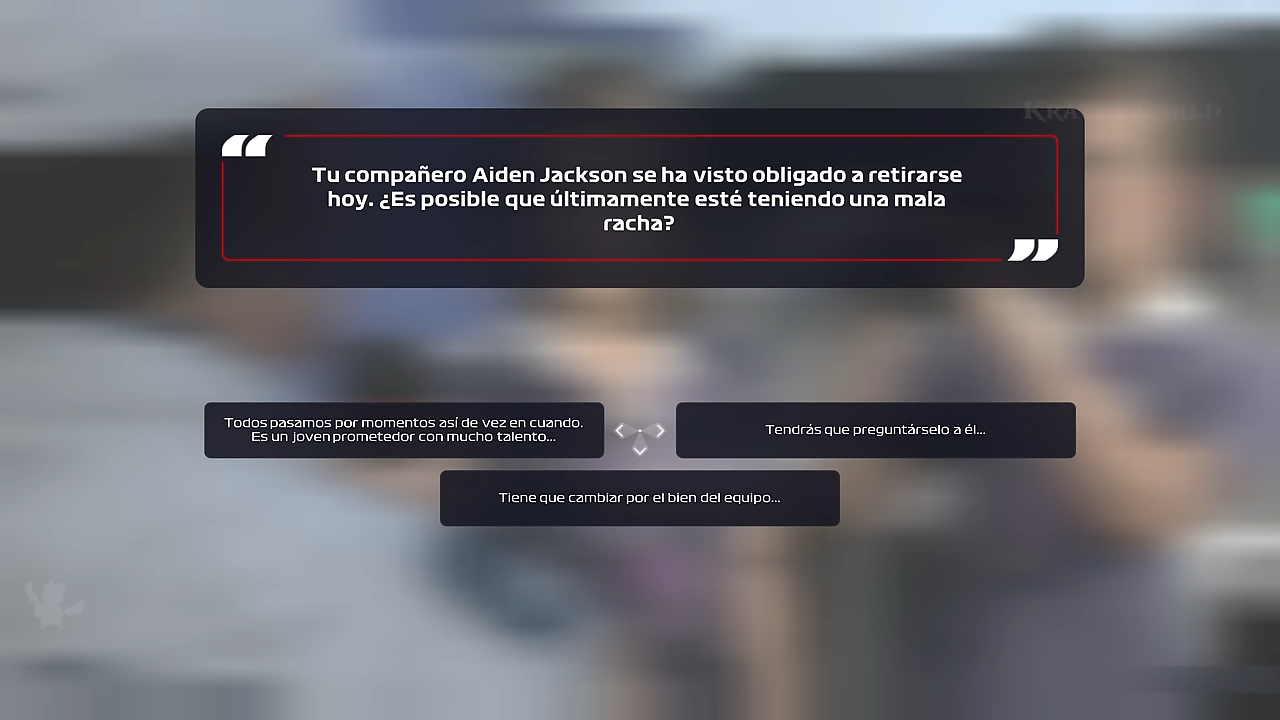 Tu compañero Aiden Jackson se ha visto obligado a retirarse
hoy. ¿Es posible que últimamente esté teniendo una mala
racha?
Todos pasamos por momentos así de vez en cuando.
Es un joven prometedor con mucho talento...
Tendrás que preguntárselo a él...
Tiene que cambiar por el bien del equipo...